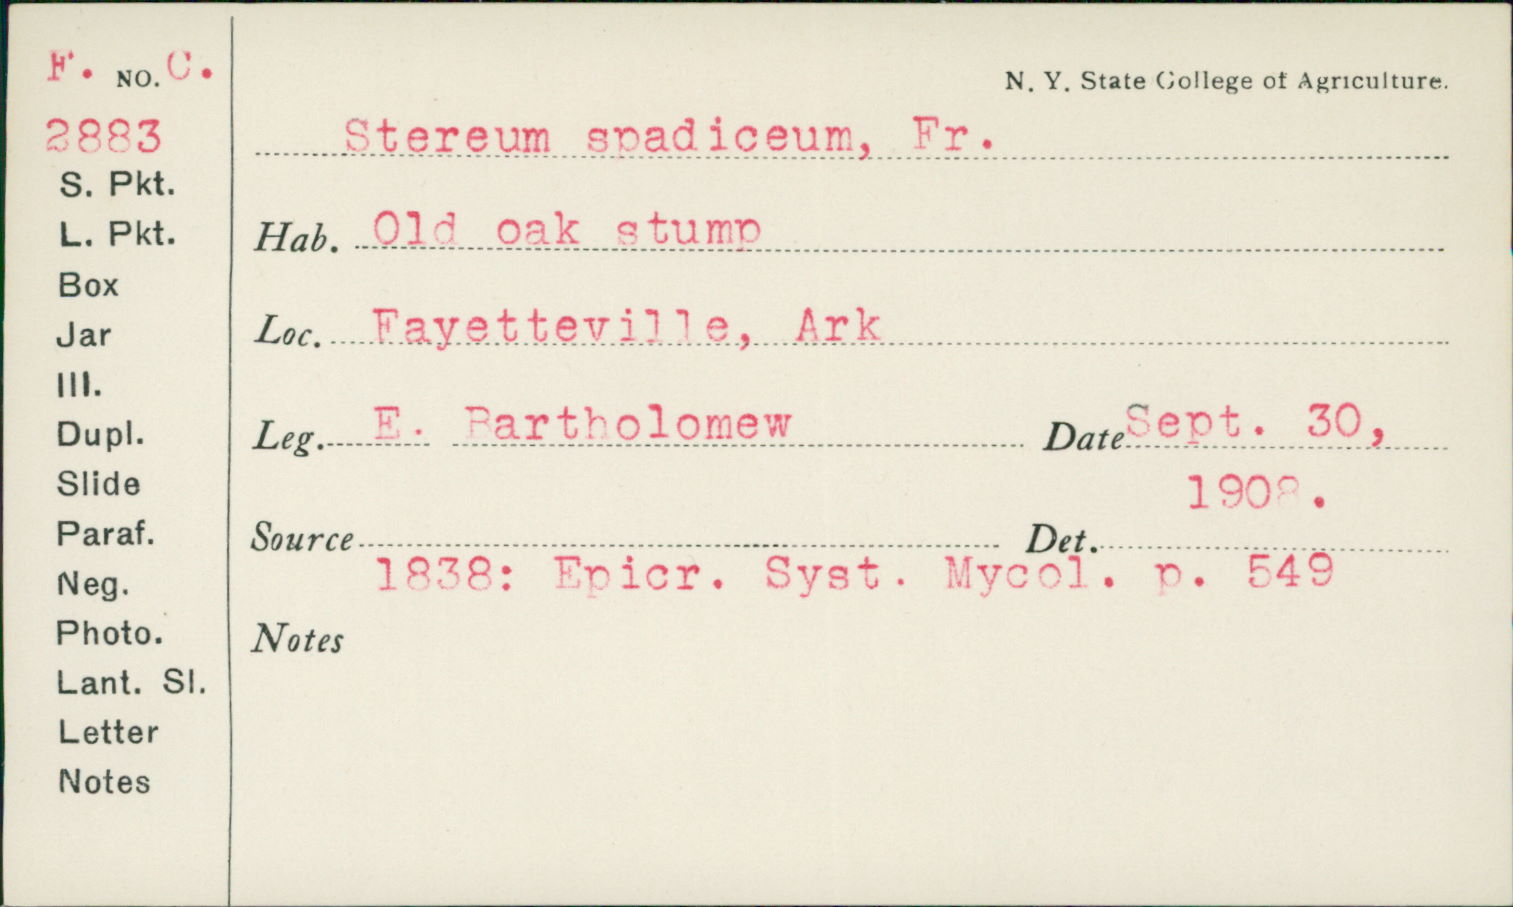 F. NO. C.
2883
S. Pkt.
L. Pkt.
Box
Jar
Ill.
Dupl.
Slide
Paraf.
Neg.
Photo.
Lant. Sl.
Letter
Notes
N. Y. State College of Agriculture.
Stereum spadiceum, Fr.
Hab. Old oak stump
Loc. Fayetteville, Ark
Leg. E. Bartholomew Date Sept. 30,
1908.
Source Det.
1838: Epicr. Syst. Mycol. p. 549
Notes